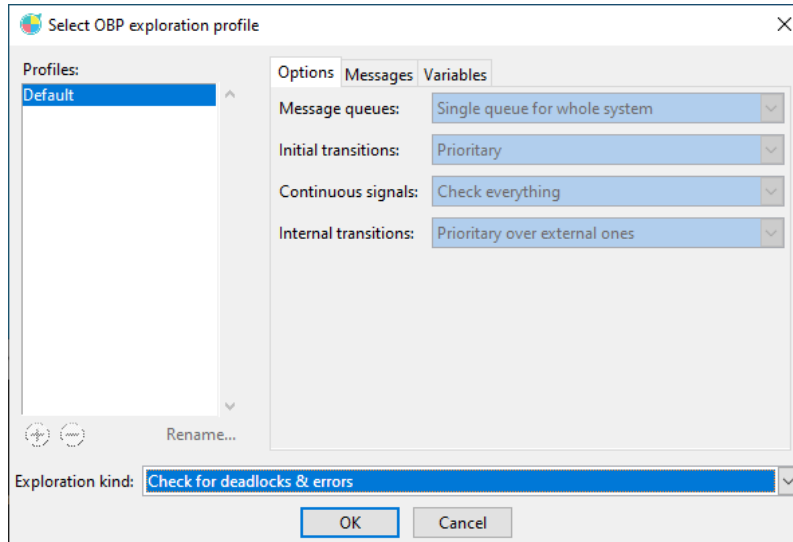 Select OBP exploration profile
Profiles:
Default
Rename...
Options Messages Variables
Message queues: Single queue for whole system
Initial transitions: Prioritary
Continuous signals: Check everything
Internal transitions: Prioritary over external ones
Exploration kind: Check for deadlocks & errors
OK Cancel